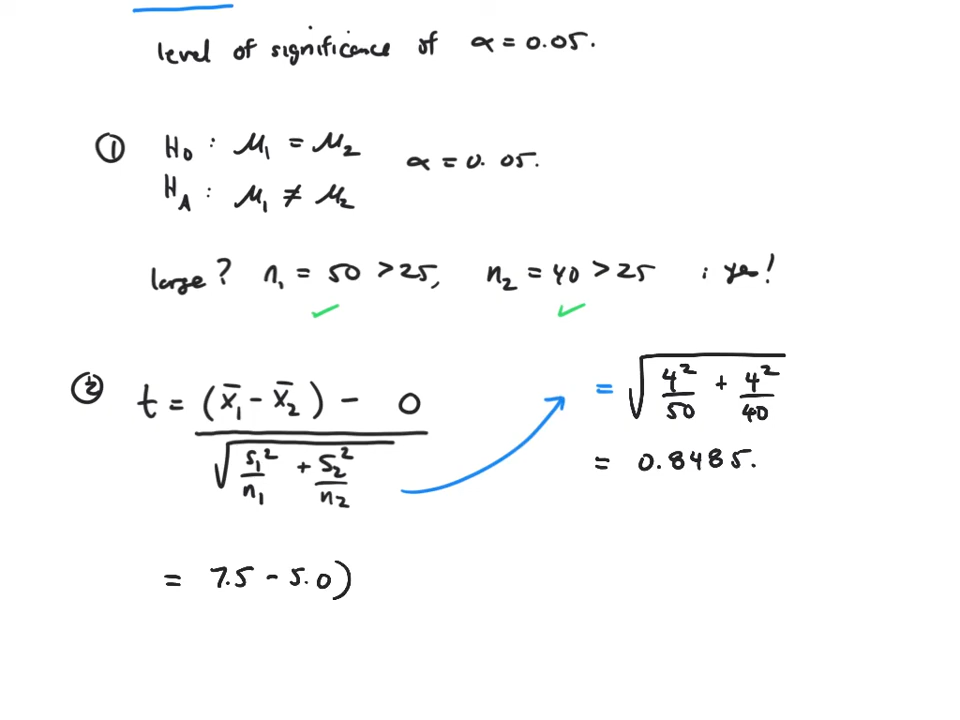 level of significance of α = 0.05.
① H0 : μ1 = μ2 α = 0.05.
HA : μ1 ≠ μ2
large? n1 = 50 > 25, n2 = 40 > 25 : yes!
✓ ✓
② t = (x̄1 - x̄2) - 0 / √(s1²/n1 + s2²/n2)
= √(4²/50 + 4²/40)
= 0.8485.
= 7.5 - 5.0)